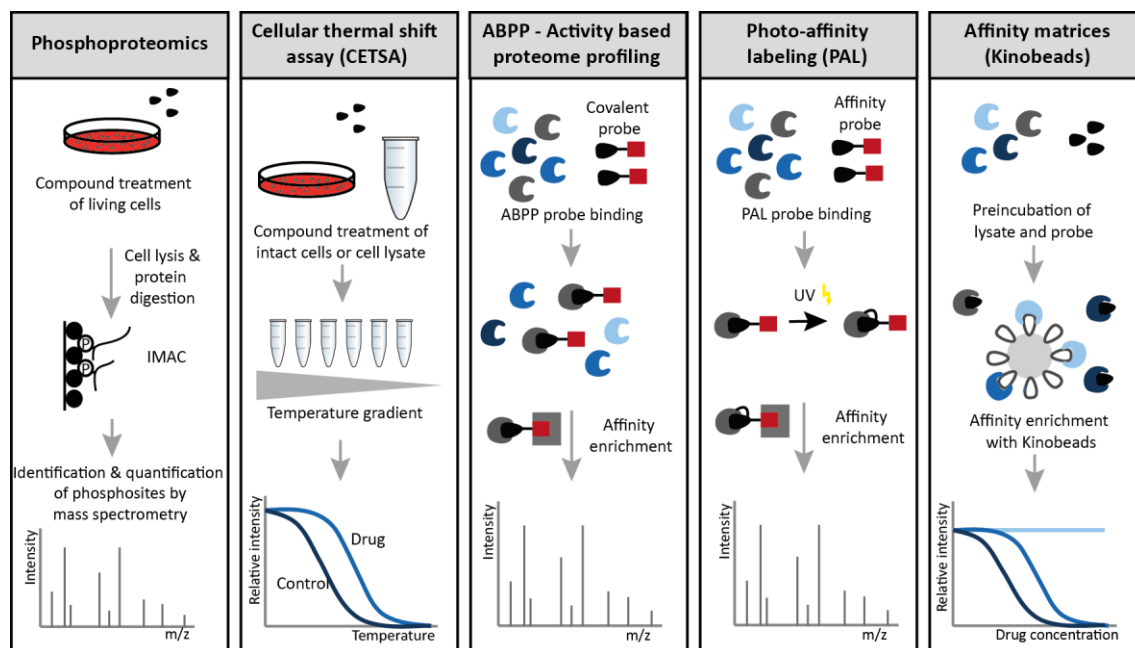 Phosphoproteomics
Compound treatment
of living cells
Cell lysis &
protein
digestion
P
P
IMAC
Identification & quantification
of phosphosites by
mass spectrometry
Intensity
m/z
Cellular thermal shift
assay (CETSA)
Compound treatment of
intact cells or cell lysate
Temperature gradient
Relative intensity
Drug
Control
Temperature
ABPP - Activity based
proteome profiling
Covalent
probe
ABPP probe binding
Affinity
enrichment
Intensity
m/z
Photo-affinity
labeling (PAL)
Affinity
probe
PAL probe binding
UV
Affinity
enrichment
Intensity
m/z
Affinity matrices
(Kinobeads)
Preincubation of
lysate and probe
Affinity enrichment
with Kinobeads
Relative intensity
Drug concentration